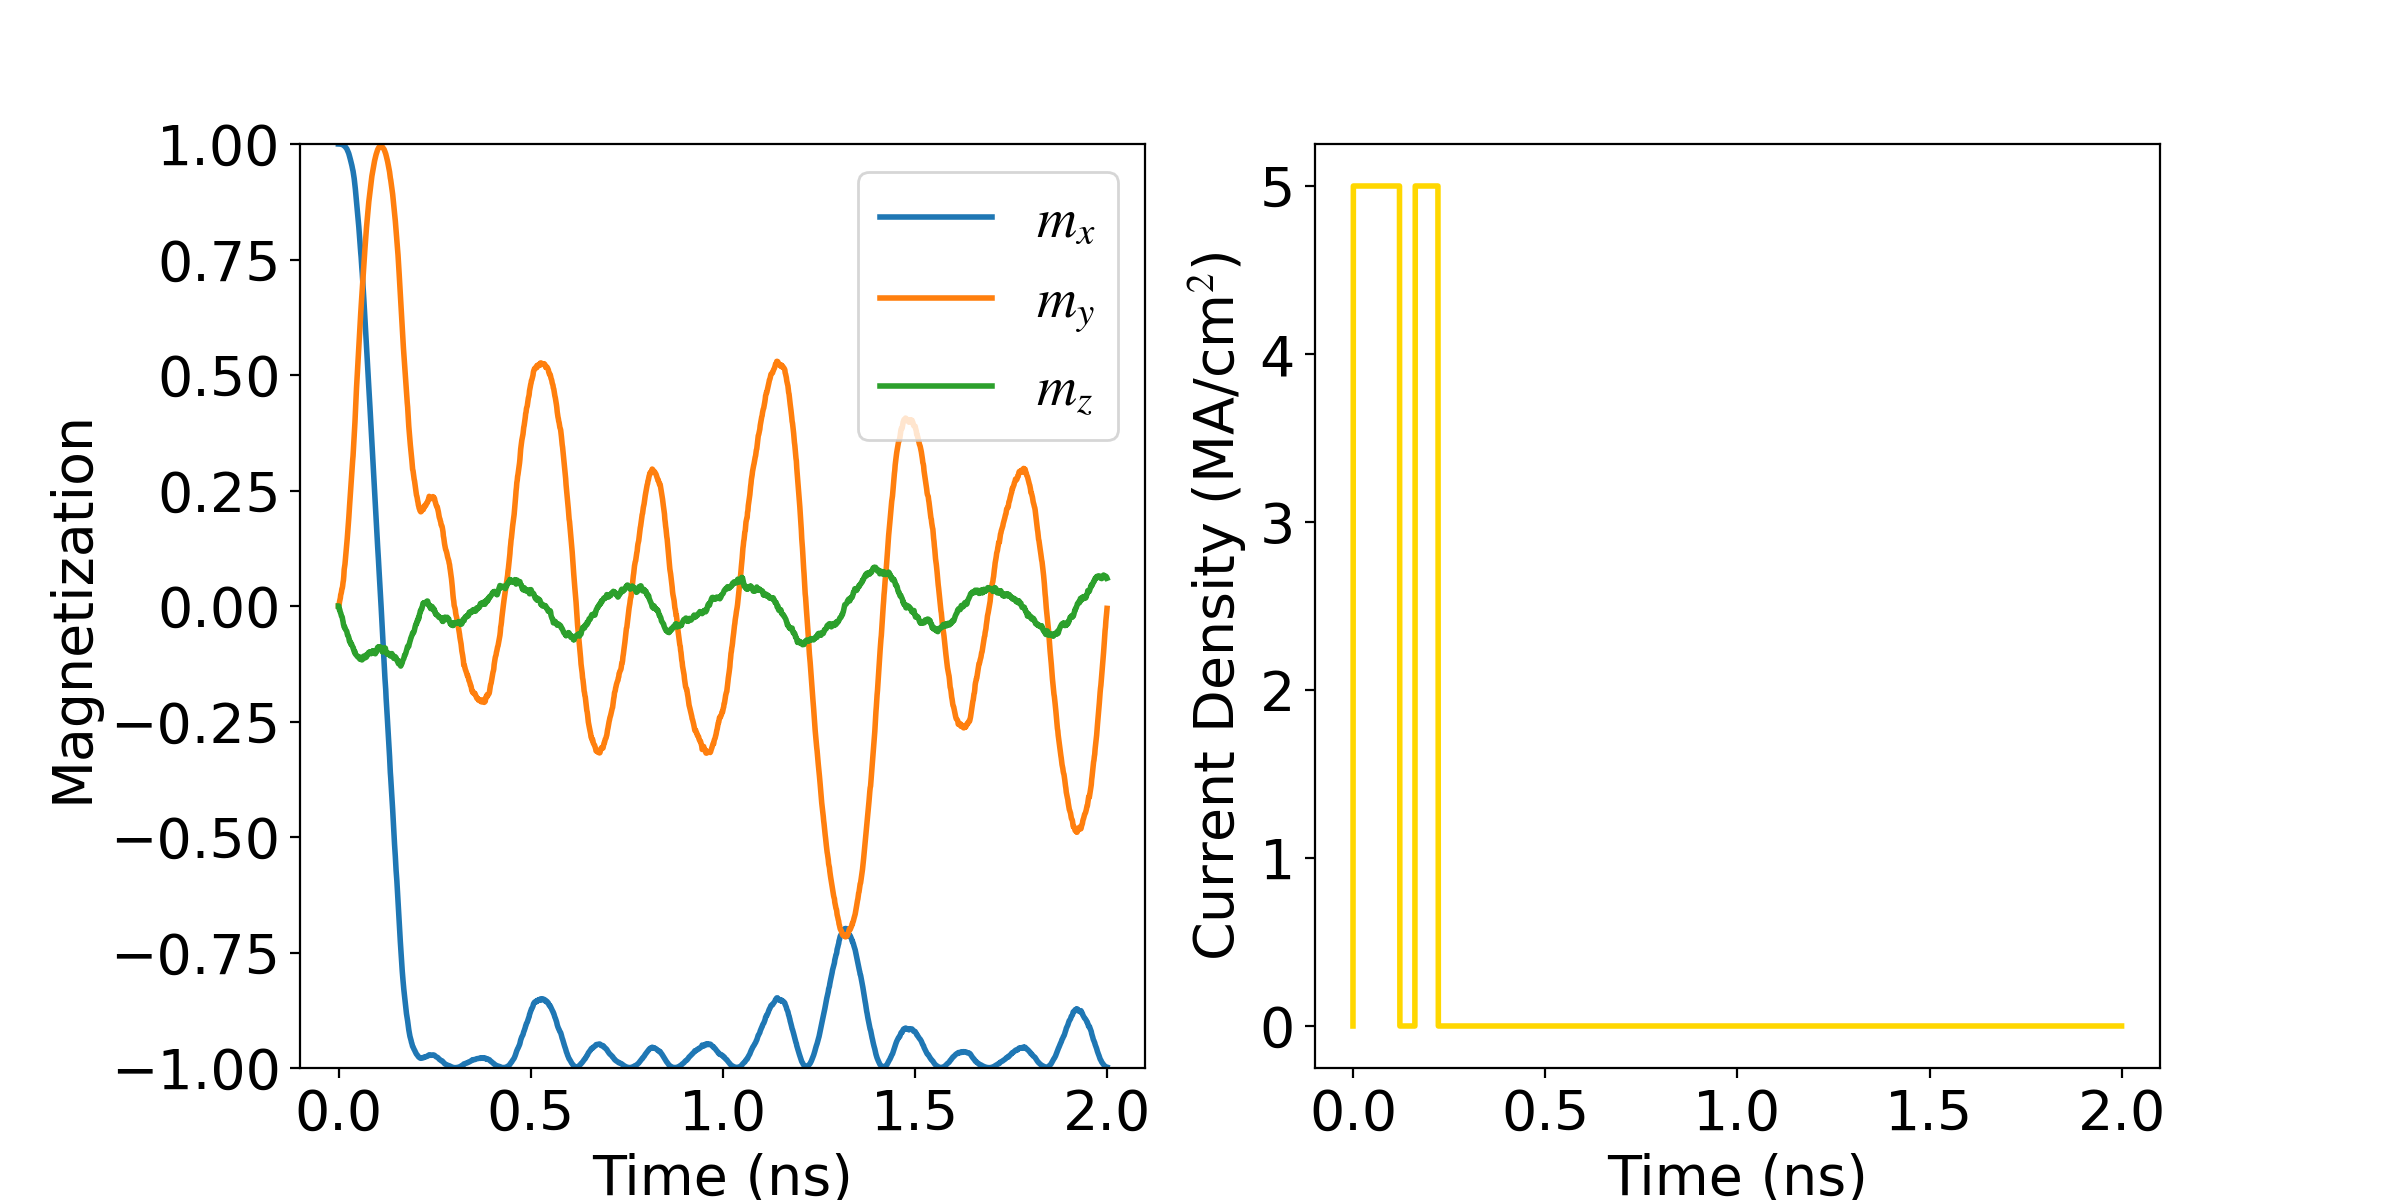 1.00
0.75
0.50
0.25
0.00
−0.25
−0.50
−0.75
−1.00
Magnetization
0.0 0.5 1.0 1.5 2.0
Time (ns)
mₓ
m_y
m_z
5
4
3
2
1
0
Current Density (MA/cm²)
0.0 0.5 1.0 1.5 2.0
Time (ns)